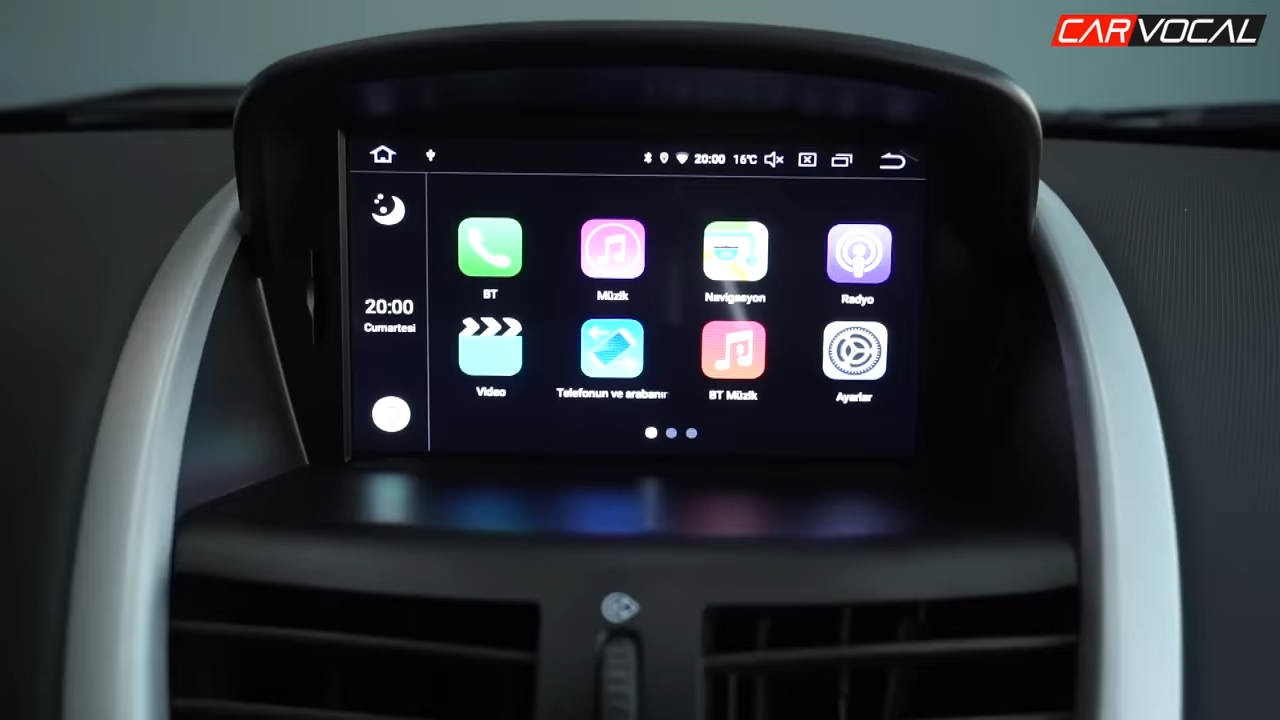 CARVOCAL
20:00 16°C
20:00
Cumartesi
BT
Müzik
Navigasyon
Radyo
Video
Telefonun ve arabanır
BT Müzik
Ayarlar